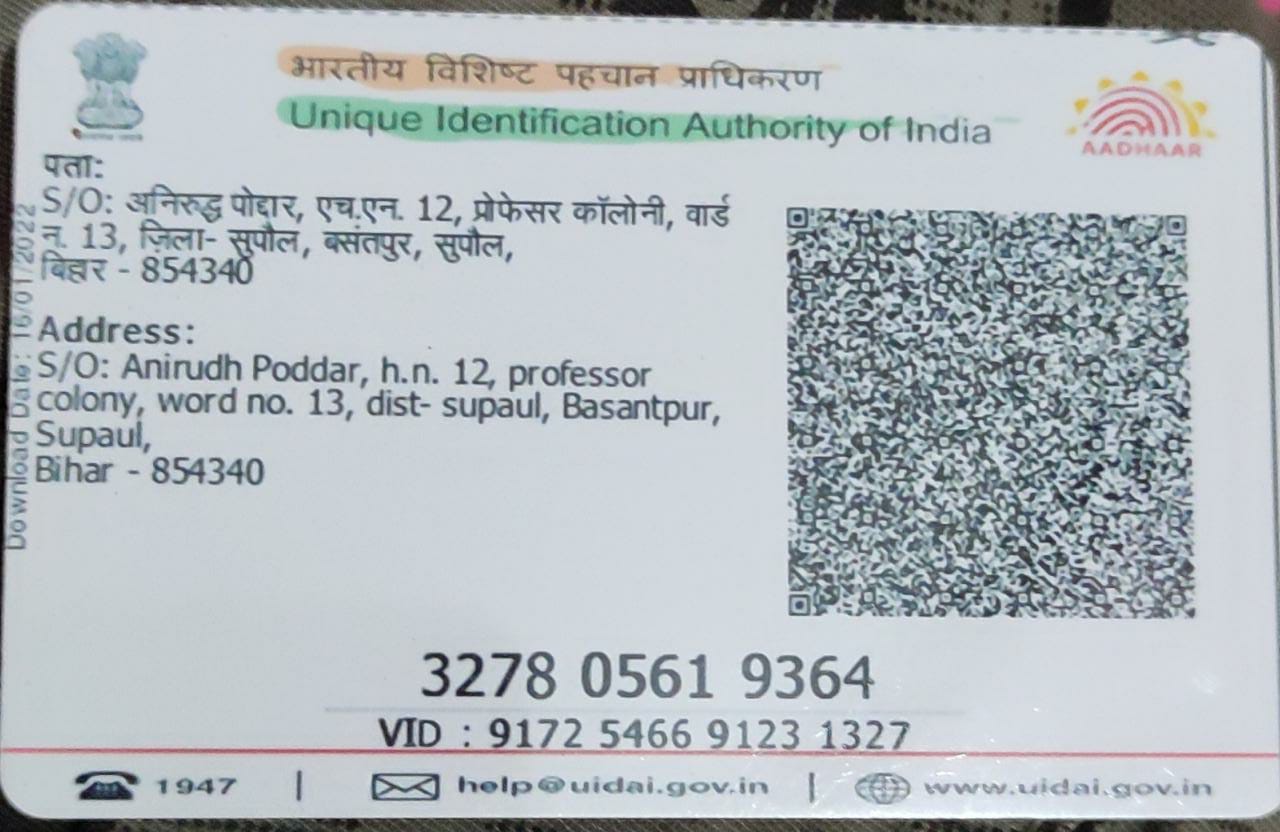 भारतीय विशिष्ट पहचान प्राधिकरण
Unique Identification Authority of India
AADHAAR
पता:
S/O: अनिरुद्ध पोद्दार, एच.एन. 12, प्रोफेसर कॉलोनी, वार्ड
न. 13, ज़िला- सुपौल, बसंतपुर, सुपौल,
बिहार - 854340
Address:
S/O: Anirudh Poddar, h.n. 12, professor
colony, word no. 13, dist- supaul, Basantpur,
Supaul,
Bihar - 854340
Download Date: 16/01/2022
3278 0561 9364
VID : 9172 5466 9123 1327
1947 | help@uidai.gov.in | www.uidai.gov.in